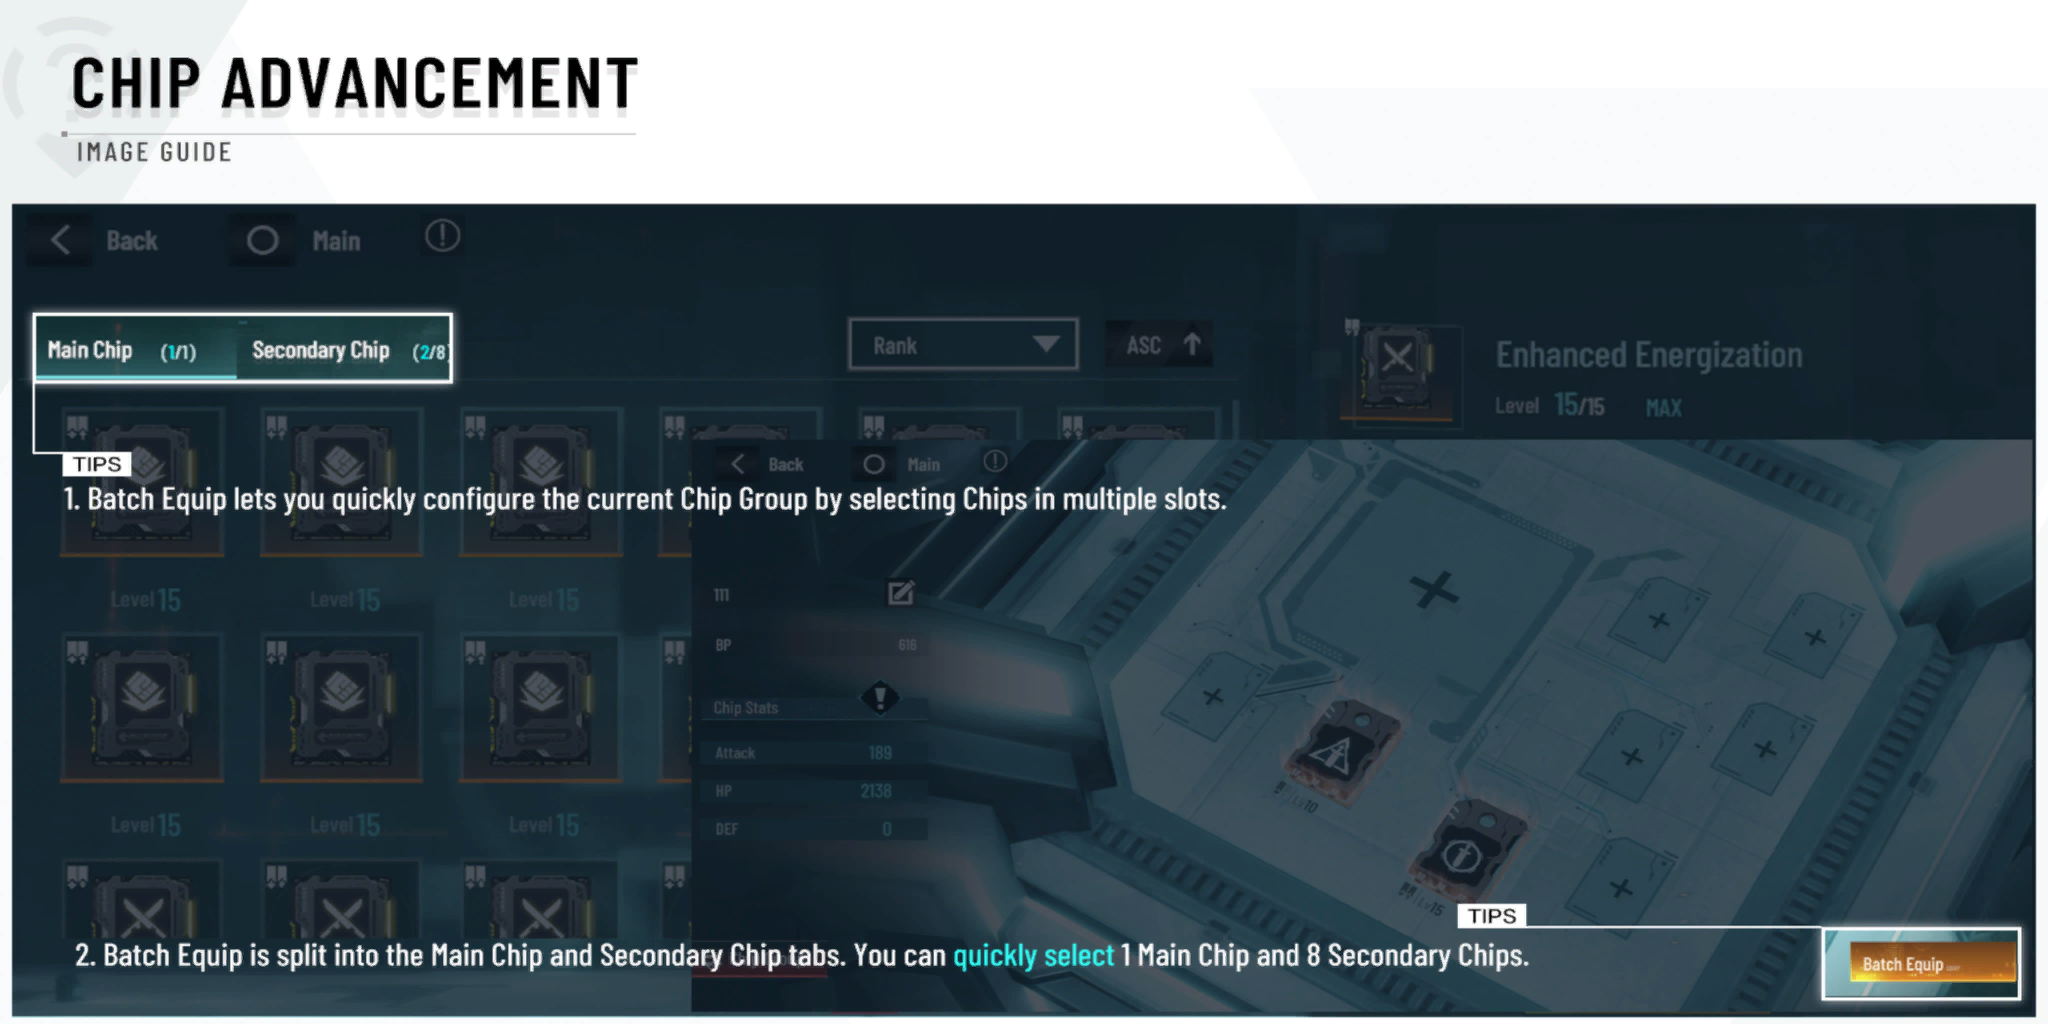 CHIP ADVANCEMENT
IMAGE GUIDE
Back
Main
Main Chip (1/1)
Secondary Chip (2/8)
Rank
ASC
Enhanced Energization
Level 15/15 MAX
TIPS
Back
Main
1. Batch Equip lets you quickly configure the current Chip Group by selecting Chips in multiple slots.
Level 15
Level 15
Level 15
111
BP 616
Chip Stats
Attack 189
HP 2138
DEF 0
Level 15
Level 15
Level 15
Lv10
Lv15
TIPS
2. Batch Equip is split into the Main Chip and Secondary Chip tabs. You can quickly select 1 Main Chip and 8 Secondary Chips.
Batch Equip